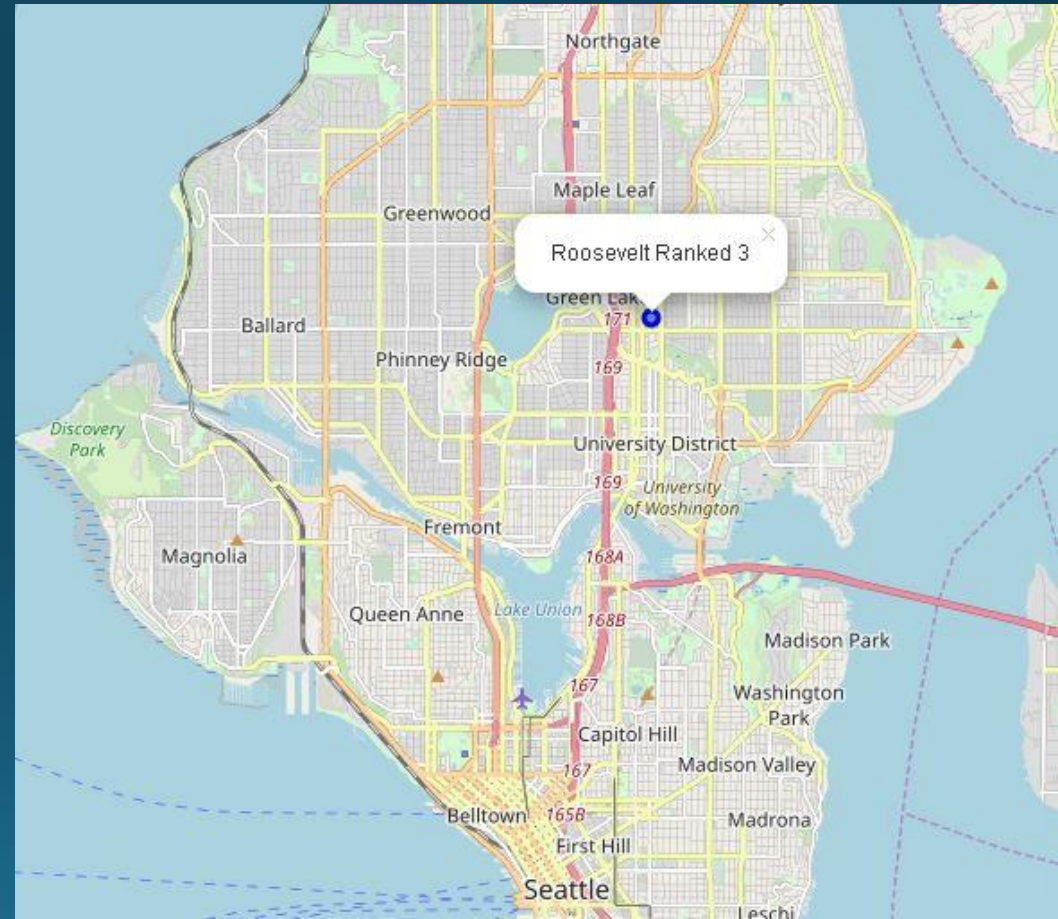 Northgate
Maple Leaf
Greenwood
Roosevelt Ranked 3
×
171
Ballard
Phinney Ridge
169
Discovery
Park
University District
169
University
of Washington
Fremont
168A
Magnolia
Queen Anne
Lake Union
168B
Madison Park
167
Washington
Park
Capitol Hill
Madison Valley
167
Belltown
165B
Madrona
First Hill
Seattle
Leschi